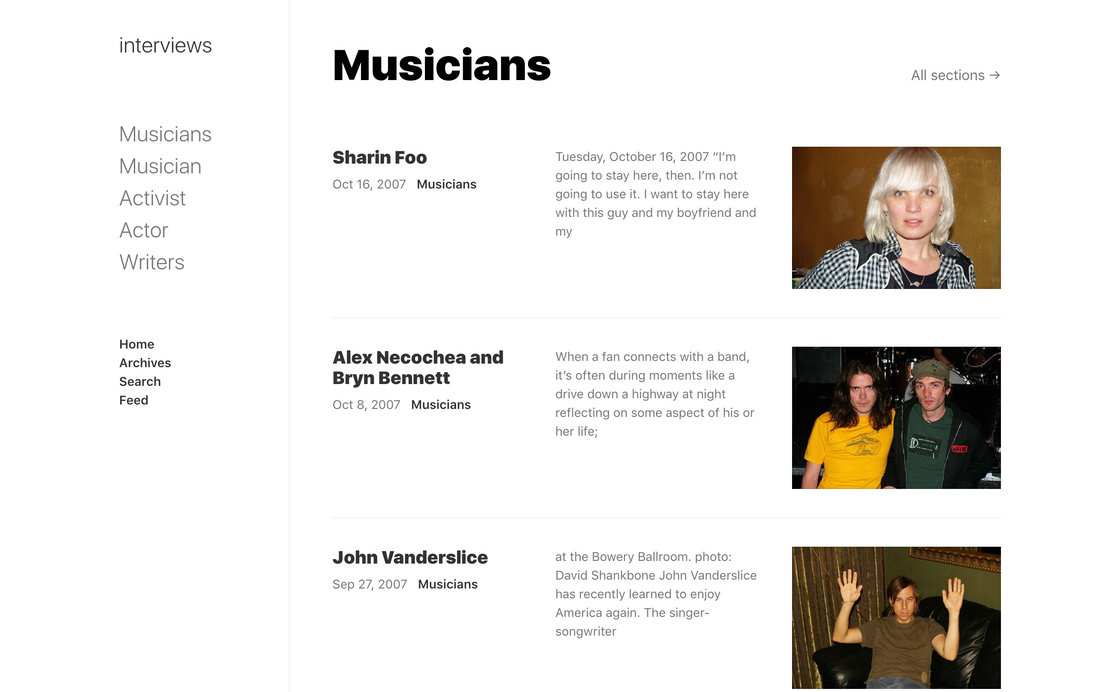 interviews
Musicians
Musician
Activist
Actor
Writers
Home
Archives
Search
Feed
Musicians
All sections →
Sharin Foo
Oct 16, 2007 Musicians
Tuesday, October 16, 2007 “I’m
going to stay here, then. I’m not
going to use it. I want to stay here
with this guy and my boyfriend and
my
Alex Necochea and
Bryn Bennett
Oct 8, 2007 Musicians
When a fan connects with a band,
it’s often during moments like a
drive down a highway at night
reflecting on some aspect of his or
her life;
John Vanderslice
Sep 27, 2007 Musicians
at the Bowery Ballroom. photo:
David Shankbone John Vanderslice
has recently learned to enjoy
America again. The singer-
songwriter